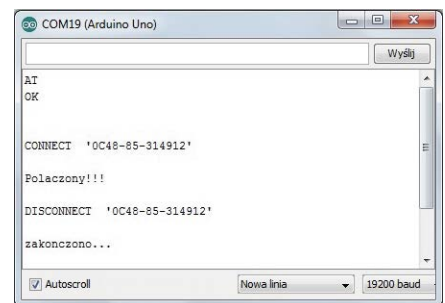 COM19 (Arduino Uno)
Wyślij
AT
OK
CONNECT '0C48-85-314912'
Polaczony!!!
DISCONNECT '0C48-85-314912'
zakonczono...
Autoscroll
Nowa linia
19200 baud